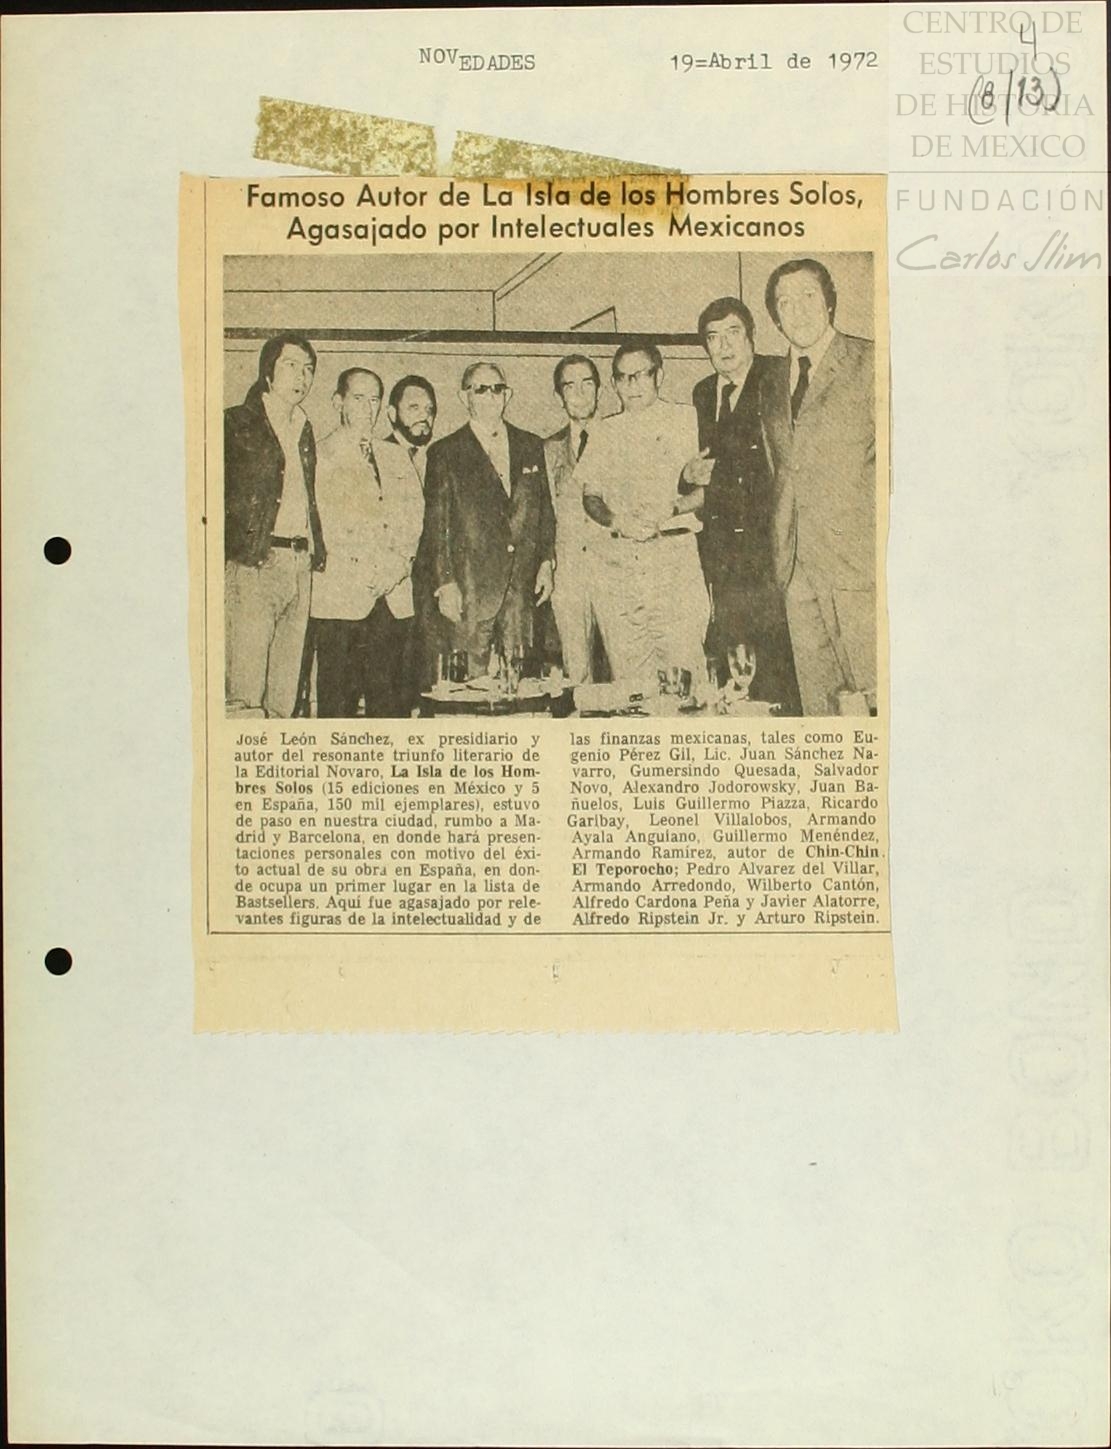 CENTRO DE
ESTUDIOS
DE HISTORIA
DE MEXICO
FUNDACIÓN
Carlos Slim
4
(8/13)
NOVEDADES 19=Abril de 1972
Famoso Autor de La Isla de los Hombres Solos,
Agasajado por Intelectuales Mexicanos
José León Sánchez, ex presidiario y
autor del resonante triunfo literario de
la Editorial Novaro, La Isla de los Hom-
bres Solos (15 ediciones en México y 5
en España, 150 mil ejemplares), estuvo
de paso en nuestra ciudad, rumbo a Ma-
drid y Barcelona, en donde hará presen-
taciones personales con motivo del éxi-
to actual de su obra en España, en don-
de ocupa un primer lugar en la lista de
Bastsellers. Aquí fue agasajado por rele-
vantes figuras de la intelectualidad y de
las finanzas mexicanas, tales como Eu-
genio Pérez Gil, Lic. Juan Sánchez Na-
varro, Gumersindo Quesada, Salvador
Novo, Alexandro Jodorowsky, Juan Ba-
ñuelos, Luis Guillermo Piazza, Ricardo
Garibay, Leonel Villalobos, Armando
Ayala Anguiano, Guillermo Menéndez,
Armando Ramírez, autor de Chin-Chin
El Teporocho; Pedro Alvarez del Villar,
Armando Arredondo, Wilberto Cantón,
Alfredo Cardona Peña y Javier Alatorre,
Alfredo Ripstein Jr. y Arturo Ripstein.